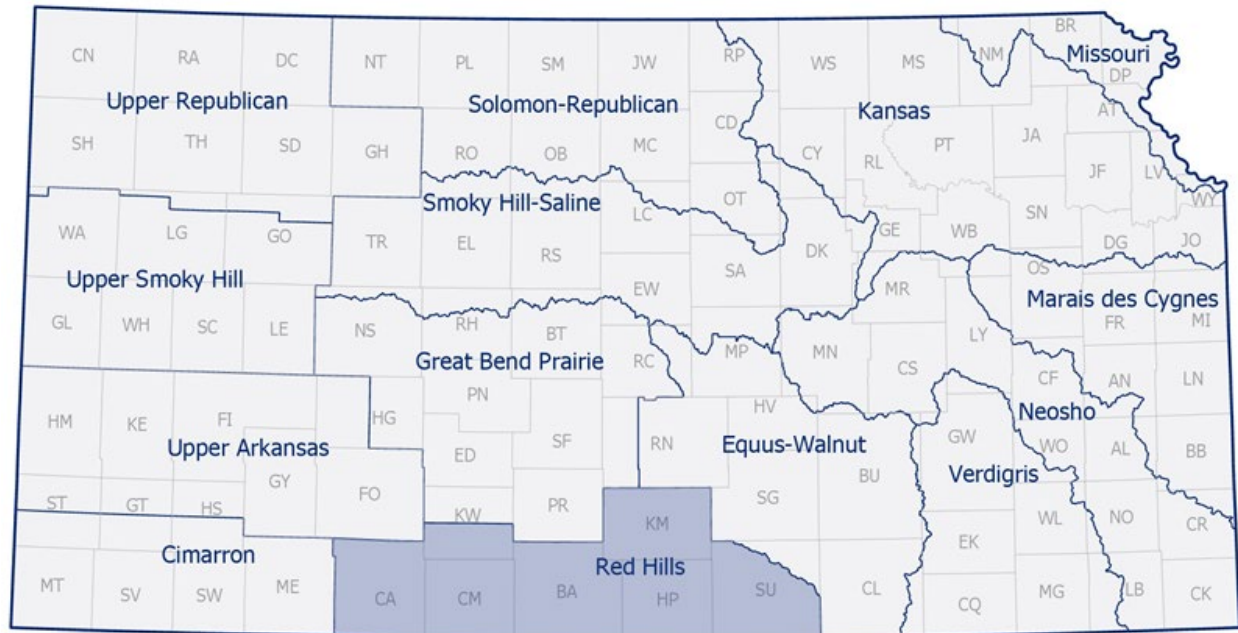 CN RA DC NT PL SM JW RP WS MS NM BR
Missouri
DP
Upper Republican Solomon-Republican Kansas
AT
CD
SH TH SD GH RO OB MC CY RL PT JA JF LV
WY
Smoky Hill-Saline
LC OT SN
WA LG GO TR EL RS DK GE WB DG JO
Upper Smoky Hill
SA OS
EW MR Marais des Cygnes
GL WH SC LE NS RH BT FR MI
Great Bend Prairie
RC MP MN CS LY
PN CF AN LN
HM KE FI HG HV Neosho
Upper Arkansas SF RN Equus-Walnut GW WO AL BB
ED BU Verdigris
GY FO SG
ST GT HS KW PR WL NO CR
KM
Cimarron Red Hills EK
MT SV SW ME CA CM BA HP SU CL CQ MG LB CK